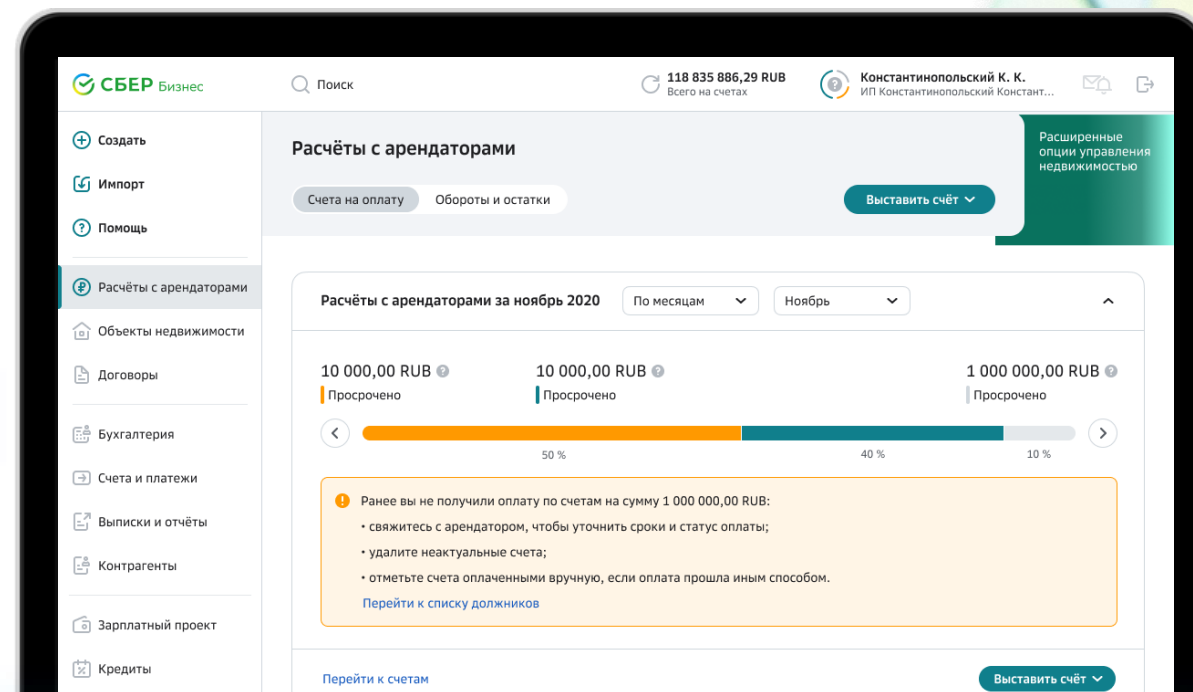 СБЕР Бизнес
Поиск
118 835 886,29 RUB
Всего на счетах
Константинопольский К. К.
ИП Константинопольский Констант...
Создать
Импорт
Помощь
Расчёты с арендаторами
Объекты недвижимости
Договоры
Бухгалтерия
Счета и платежи
Выписки и отчёты
Контрагенты
Зарплатный проект
Кредиты
Расчёты с арендаторами
Счета на оплату
Обороты и остатки
Выставить счёт
Расширенные
опции управления
недвижимостью
Расчёты с арендаторами за ноябрь 2020
По месяцам
Ноябрь
10 000,00 RUB
Просрочено
10 000,00 RUB
Просрочено
1 000 000,00 RUB
Просрочено
50 %
40 %
10 %
Ранее вы не получили оплату по счетам на сумму 1 000 000,00 RUB:
• свяжитесь с арендатором, чтобы уточнить сроки и статус оплаты;
• удалите неактуальные счета;
• отметьте счета оплаченными вручную, если оплата прошла иным способом.
Перейти к списку должников
Перейти к счетам
Выставить счёт